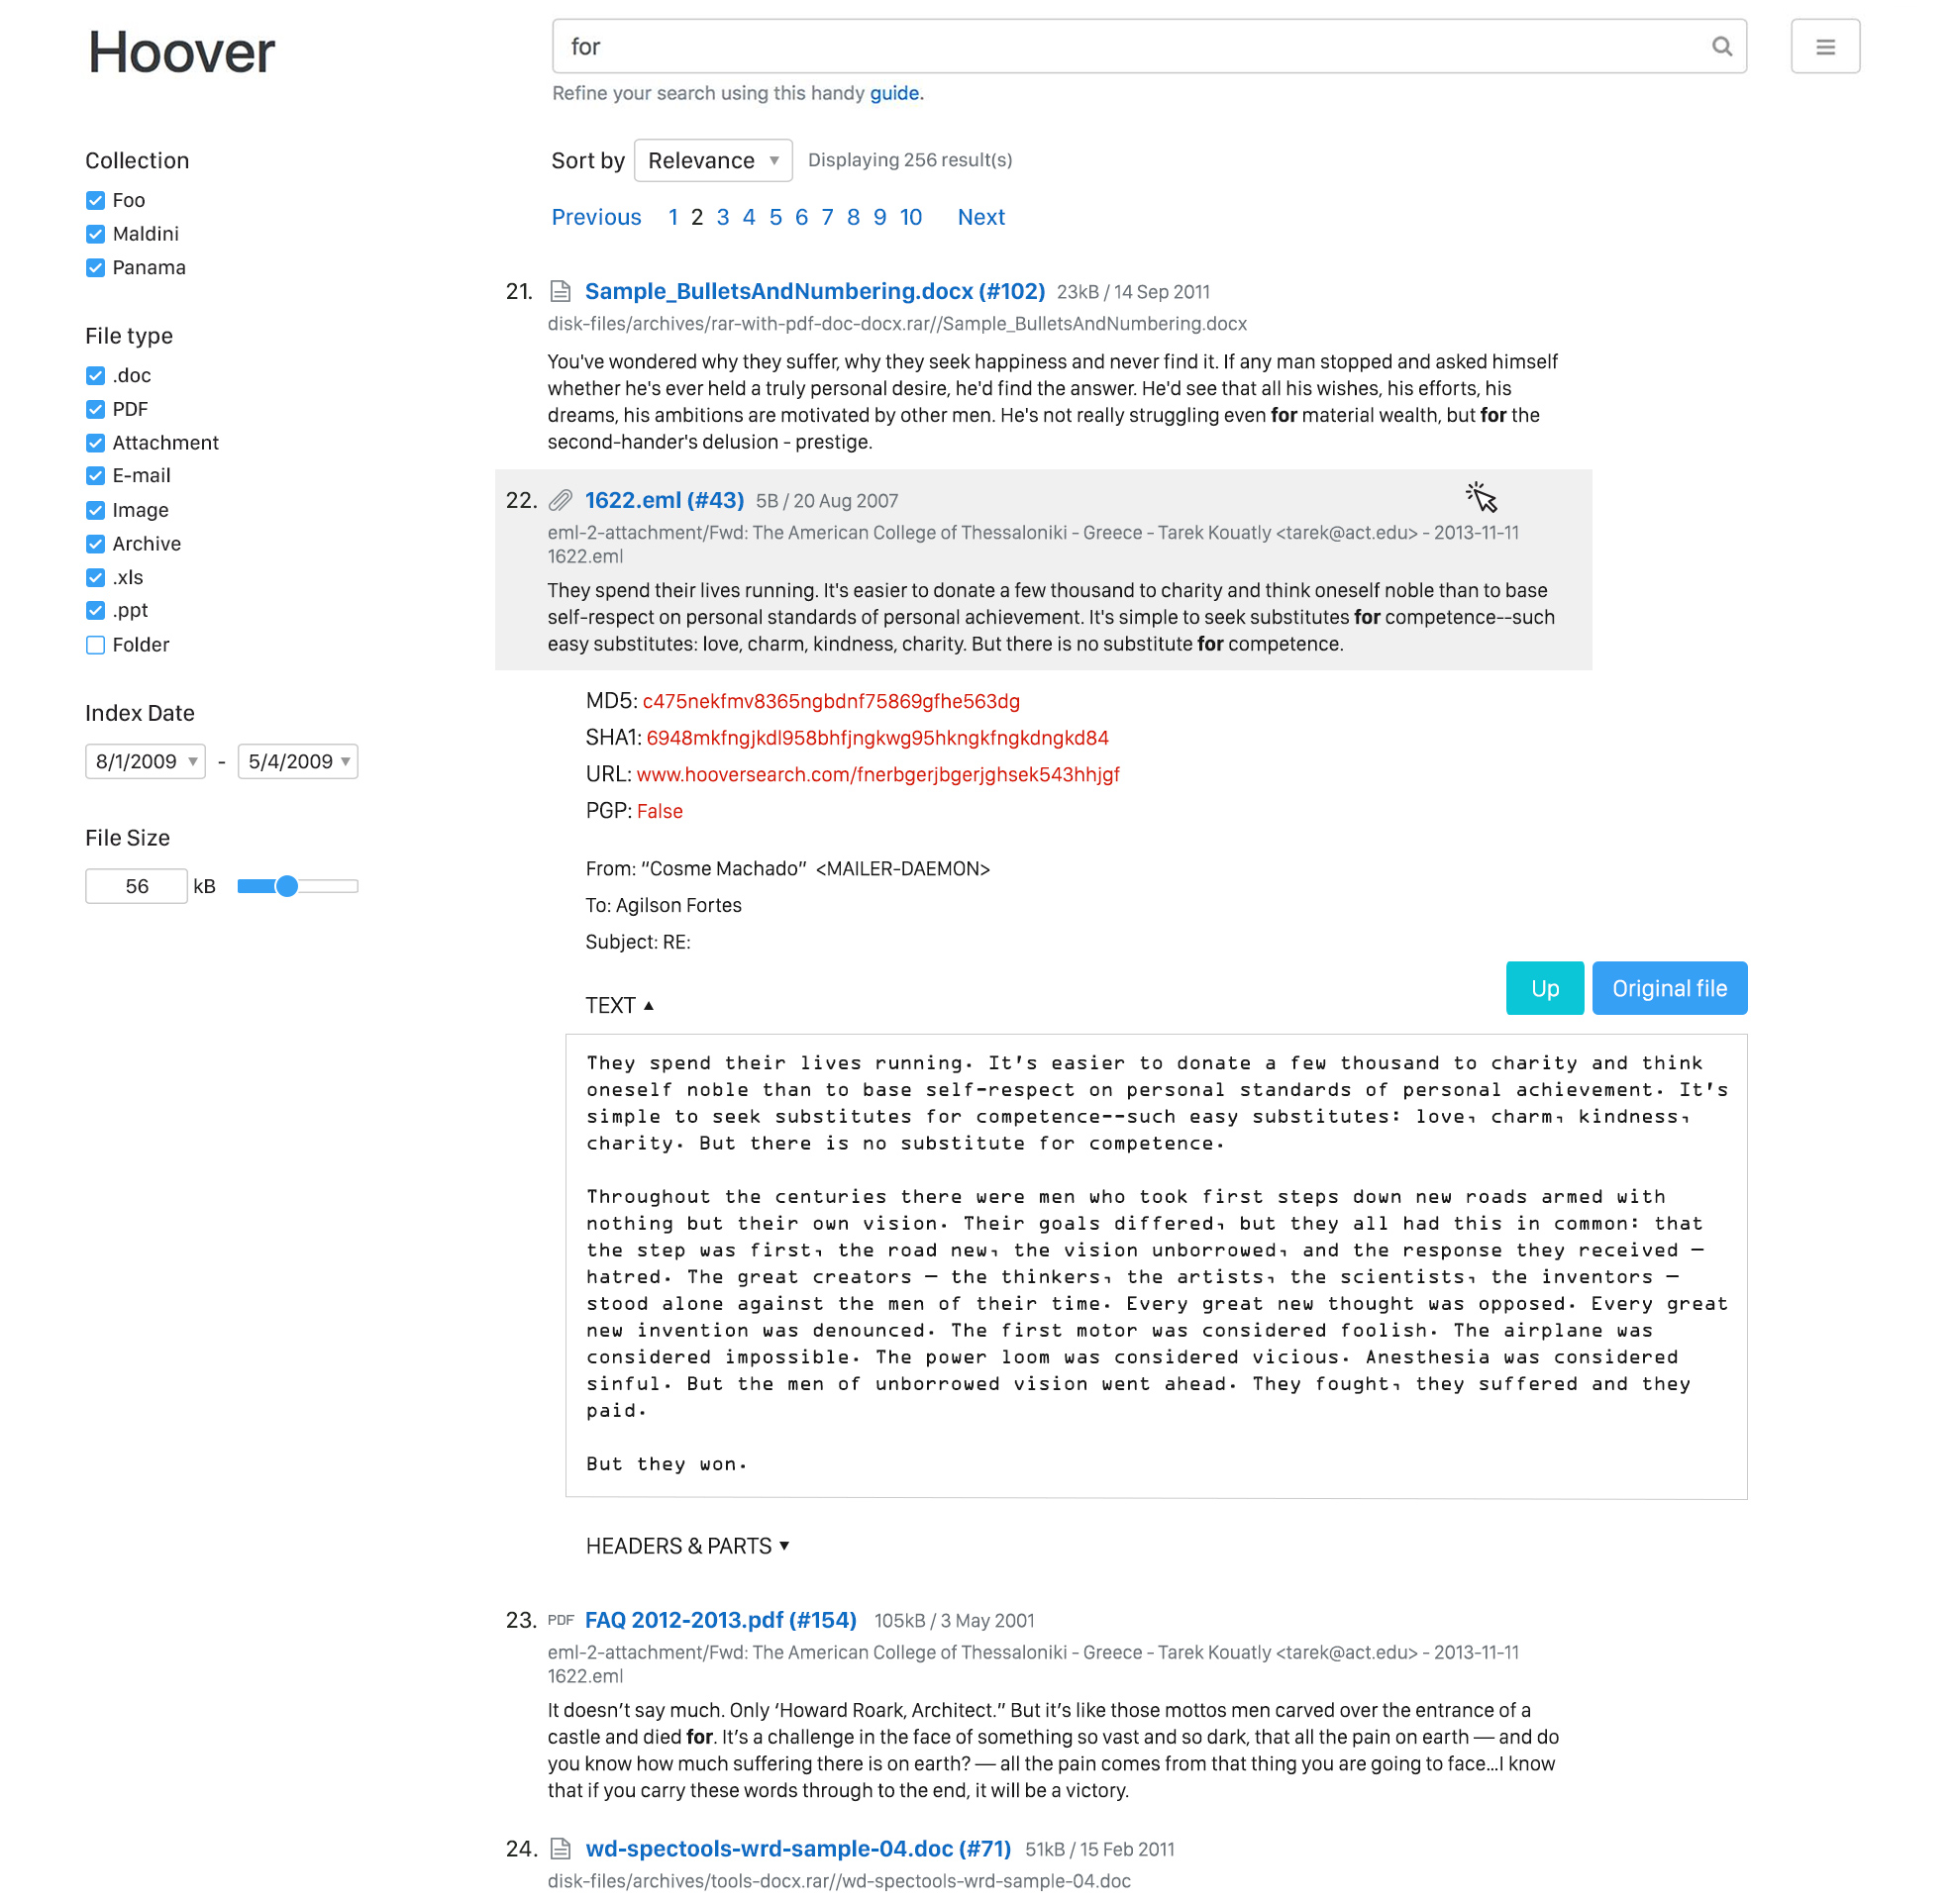 Hoover
for
Refine your search using this handy guide.
Collection
Foo
Maldini
Panama
File type
.doc
PDF
Attachment
E-mail
Image
Archive
.xls
.ppt
Folder
Index Date
8/1/2009 - 5/4/2009
File Size
56 kB
Sort by Relevance Displaying 256 result(s)
Previous 1 2 3 4 5 6 7 8 9 10 Next
21. Sample_BulletsAndNumbering.docx (#102) 23kB / 14 Sep 2011
disk-files/archives/rar-with-pdf-doc-docx.rar//Sample_BulletsAndNumbering.docx
You've wondered why they suffer, why they seek happiness and never find it. If any man stopped and asked himself
whether he's ever held a truly personal desire, he'd find the answer. He'd see that all his wishes, his efforts, his
dreams, his ambitions are motivated by other men. He's not really struggling even for material wealth, but for the
second-hander's delusion - prestige.
22. 1622.eml (#43) 5B / 20 Aug 2007
eml-2-attachment/Fwd: The American College of Thessaloniki - Greece - Tarek Kouatly <tarek@act.edu> - 2013-11-11
1622.eml
They spend their lives running. It's easier to donate a few thousand to charity and think oneself noble than to base
self-respect on personal standards of personal achievement. It's simple to seek substitutes for competence--such
easy substitutes: love, charm, kindness, charity. But there is no substitute for competence.
MD5: c475nekfmv8365ngbdnf75869gfhe563dg
SHA1: 6948mkfngjkdl958bhfjngkwg95hkngkfngkdngkd84
URL: www.hooversearch.com/fnerbgerjbgerjghsek543hhjgf
PGP: False
From: "Cosme Machado" <MAILER-DAEMON>
To: Agilson Fortes
Subject: RE:
Up Original file
TEXT ▲
They spend their lives running. It's easier to donate a few thousand to charity and think
oneself noble than to base self-respect on personal standards of personal achievement. It's
simple to seek substitutes for competence--such easy substitutes: love, charm, kindness,
charity. But there is no substitute for competence.
Throughout the centuries there were men who took first steps down new roads armed with
nothing but their own vision. Their goals differed, but they all had this in common: that
the step was first, the road new, the vision unborrowed, and the response they received —
hatred. The great creators — the thinkers, the artists, the scientists, the inventors —
stood alone against the men of their time. Every great new thought was opposed. Every great
new invention was denounced. The first motor was considered foolish. The airplane was
considered impossible. The power loom was considered vicious. Anesthesia was considered
sinful. But the men of unborrowed vision went ahead. They fought, they suffered and they
paid.
But they won.
HEADERS & PARTS ▼
23. PDF FAQ 2012-2013.pdf (#154) 105kB / 3 May 2001
eml-2-attachment/Fwd: The American College of Thessaloniki - Greece - Tarek Kouatly <tarek@act.edu> - 2013-11-11
1622.eml
It doesn’t say much. Only ‘Howard Roark, Architect.” But it’s like those mottos men carved over the entrance of a
castle and died for. It’s a challenge in the face of something so vast and so dark, that all the pain on earth — and do
you know how much suffering there is on earth? — all the pain comes from that thing you are going to face...I know
that if you carry these words through to the end, it will be a victory.
24. wd-spectools-wrd-sample-04.doc (#71) 51kB / 15 Feb 2011
disk-files/archives/tools-docx.rar//wd-spectools-wrd-sample-04.doc